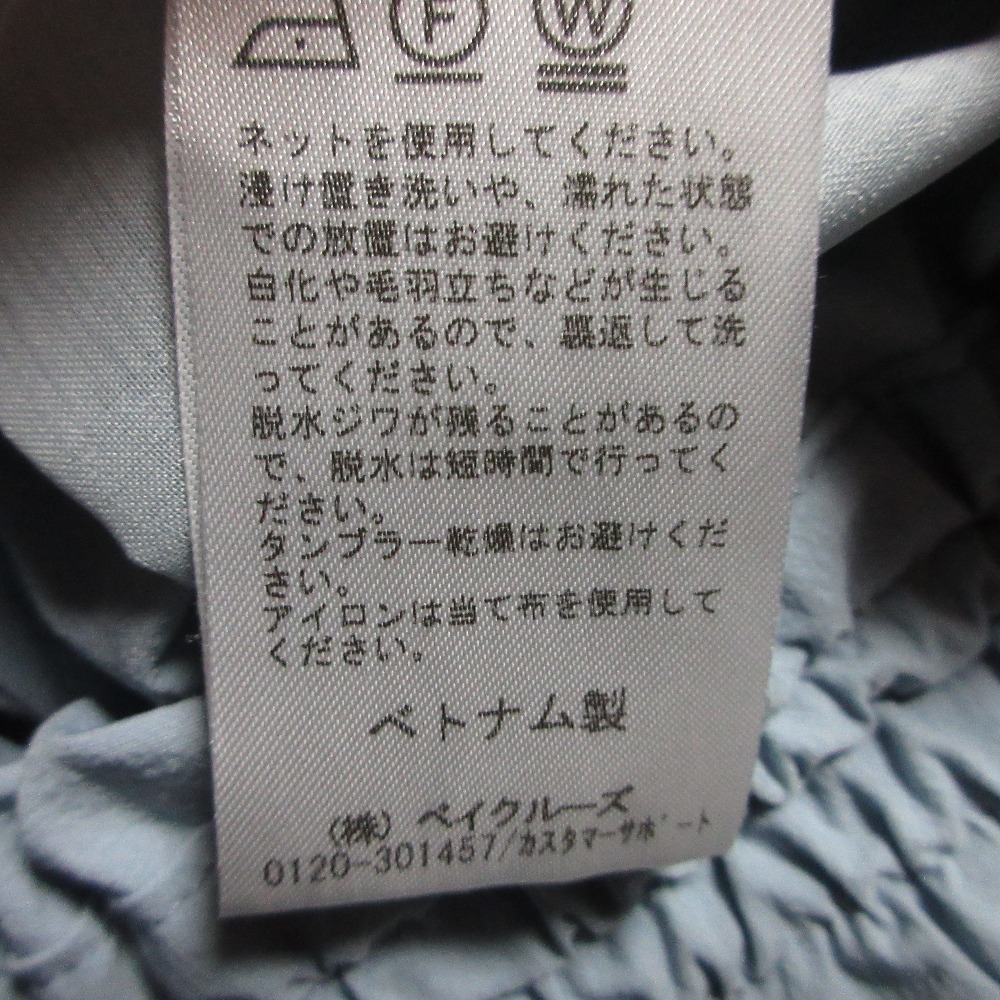 F W
ネットを使用してください。
浸け置き洗いや、濡れた状態
での放置はお避けください。
白化や毛羽立ちなどが生じる
ことがあるので、裏返して洗
ってください。
脱水ジワが残ることがあるの
で、脱水は短時間で行ってく
ださい。
タンブラー乾燥はお避けくだ
さい。
アイロンは当て布を使用して
ください。
ベトナム製
(株) ベイクルーズ
0120-301457/カスタマーサポート